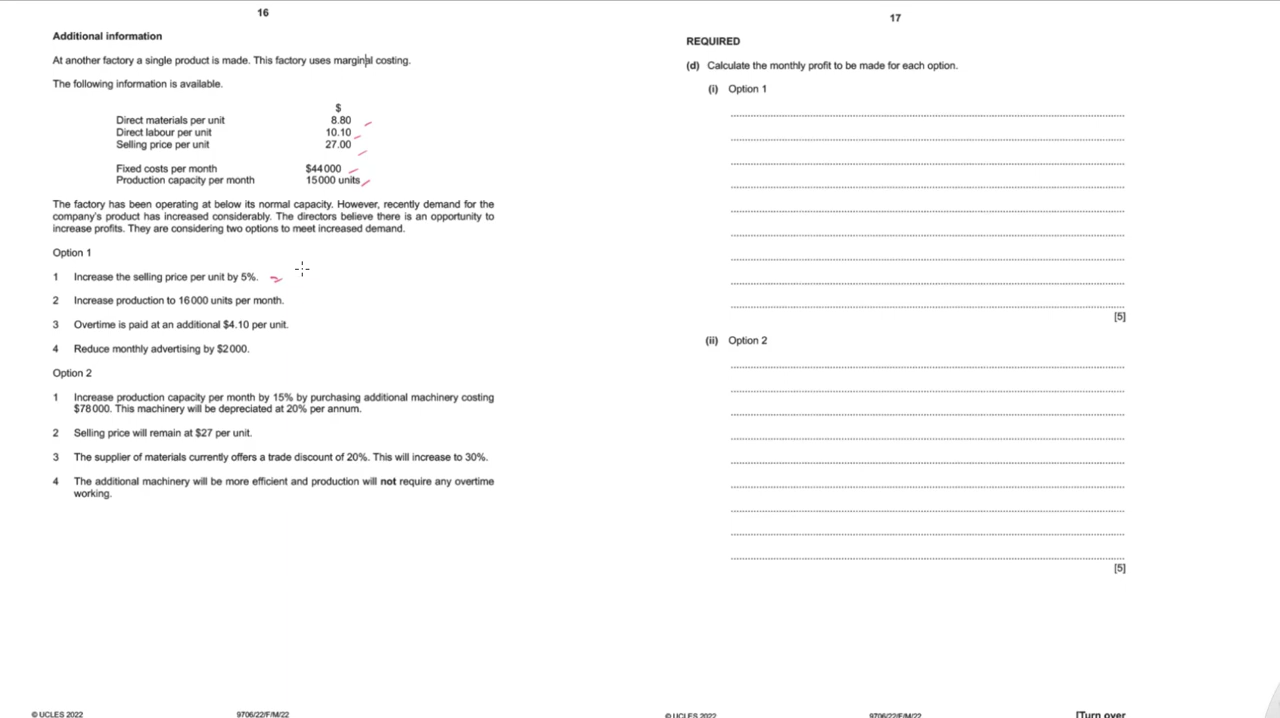 16
Additional information
At another factory a single product is made. This factory uses marginal costing.
The following information is available.
$
Direct materials per unit 8.80
Direct labour per unit 10.10
Selling price per unit 27.00
Fixed costs per month $44000
Production capacity per month 15000 units
The factory has been operating at below its normal capacity. However, recently demand for the
company's product has increased considerably. The directors believe there is an opportunity to
increase profits. They are considering two options to meet increased demand.
Option 1
1 Increase the selling price per unit by 5%.
2 Increase production to 16000 units per month.
3 Overtime is paid at an additional $4.10 per unit.
4 Reduce monthly advertising by $2000.
Option 2
1 Increase production capacity per month by 15% by purchasing additional machinery costing
$78000. This machinery will be depreciated at 20% per annum.
2 Selling price will remain at $27 per unit.
3 The supplier of materials currently offers a trade discount of 20%. This will increase to 30%.
4 The additional machinery will be more efficient and production will not require any overtime
working.
© UCLES 2022 9706/22/F/M/22
17
REQUIRED
(d) Calculate the monthly profit to be made for each option.
(i) Option 1
[5]
(ii) Option 2
[5]
© UCLES 2022 9706/22/F/M/22 [Turn over